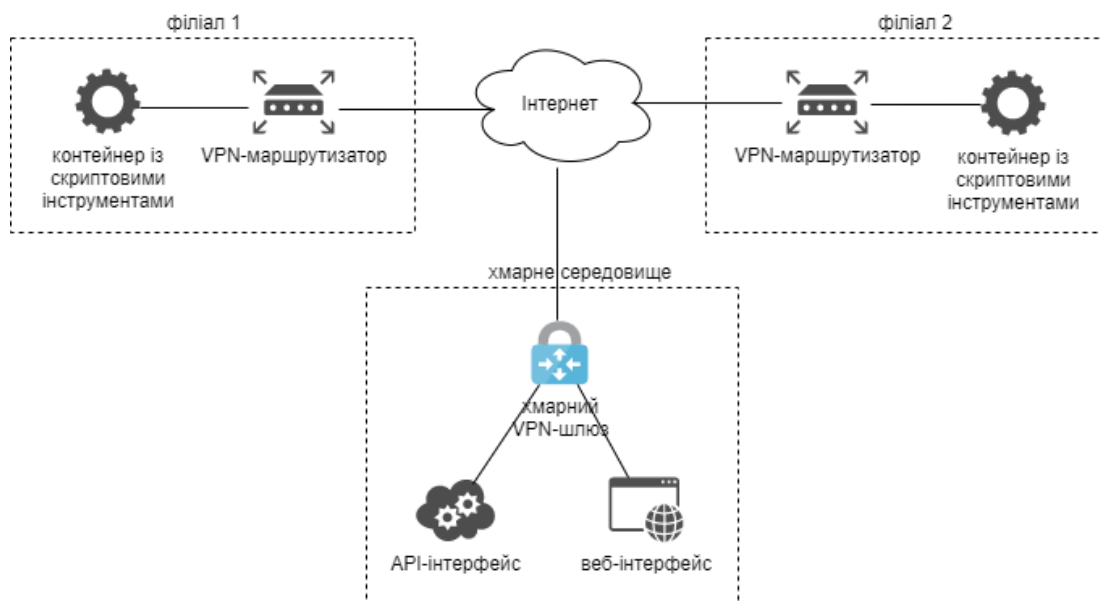 філіал 1
філіал 2
Інтернет
контейнер із
скриптовими
інструментами
VPN-маршрутизатор
VPN-маршрутизатор
контейнер із
скриптовими
інструментами
хмарне середовище
хмарний
VPN-шлюз
API-інтерфейс
веб-інтерфейс